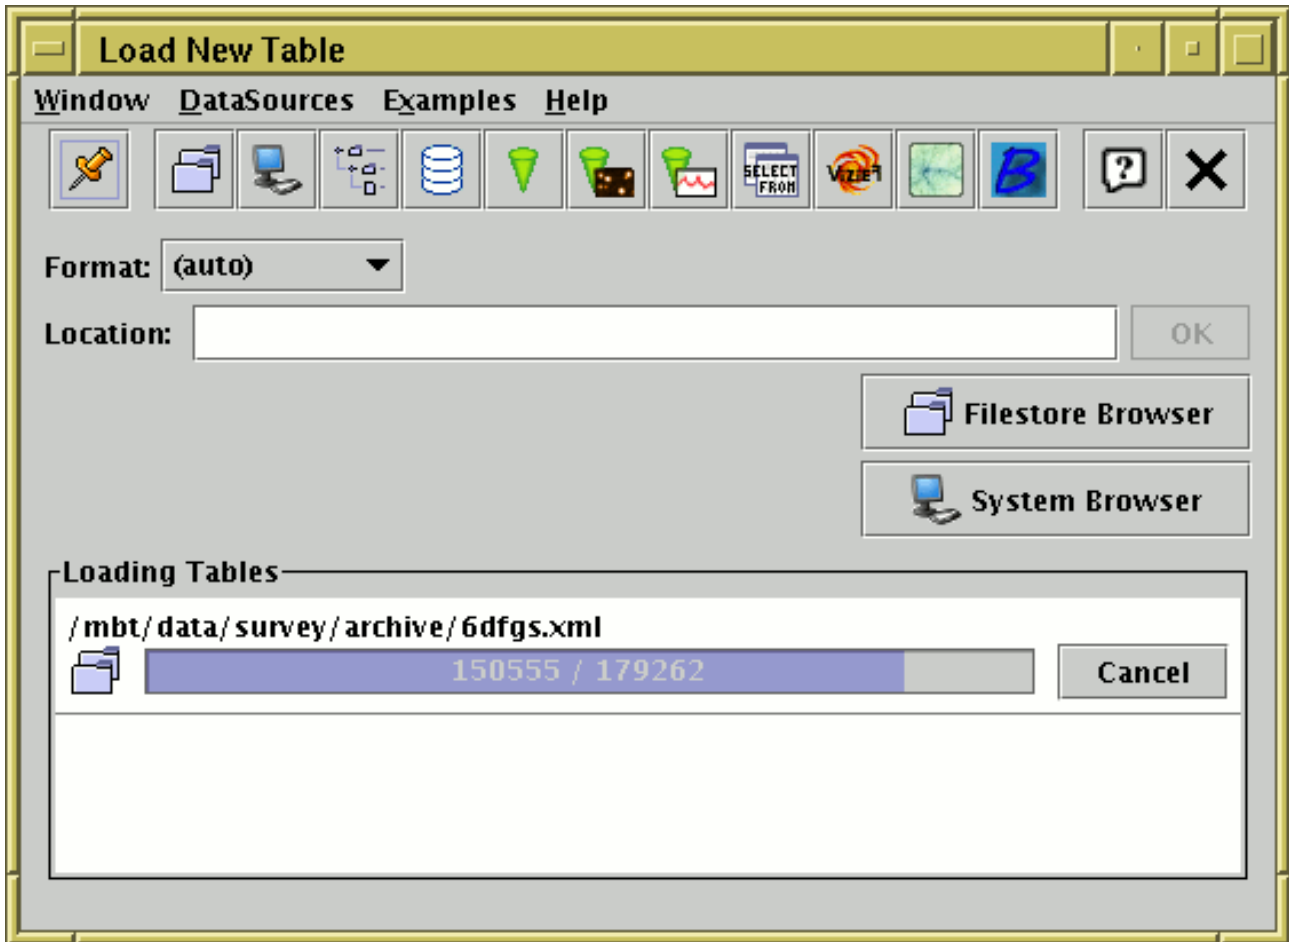 Load New Table
Window DataSources Examples Help
SELECT
FROM
VizieR
B
?
Format: (auto)
Location:
OK
Filestore Browser
System Browser
Loading Tables
/mbt/data/survey/archive/6dfgs.xml
150555 / 179262
Cancel